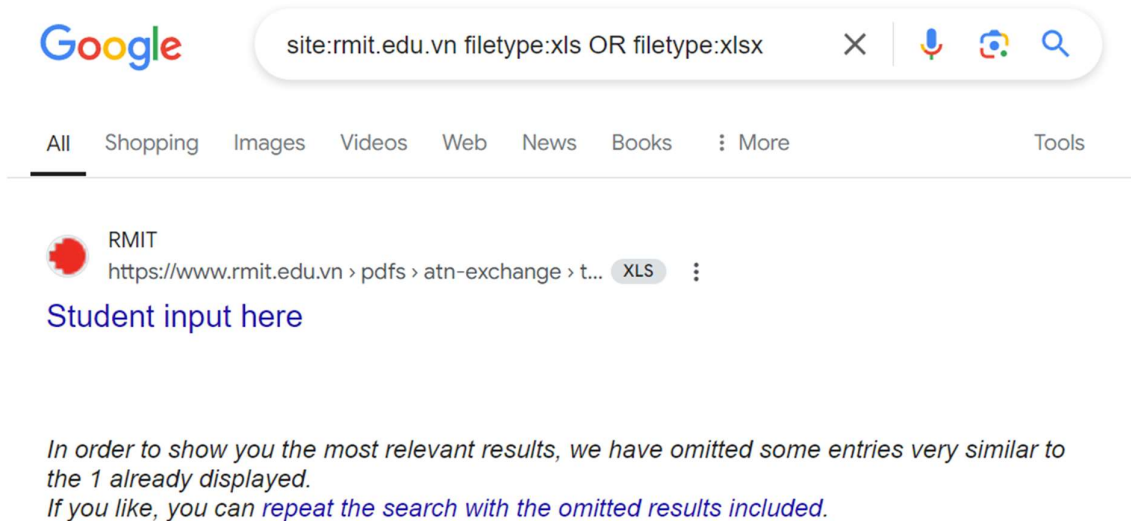 Google
site:rmit.edu.vn filetype:xls OR filetype:xlsx
All Shopping Images Videos Web News Books More Tools
RMIT
https://www.rmit.edu.vn › pdfs › atn-exchange › t... XLS
Student input here
In order to show you the most relevant results, we have omitted some entries very similar to
the 1 already displayed.
If you like, you can repeat the search with the omitted results included.